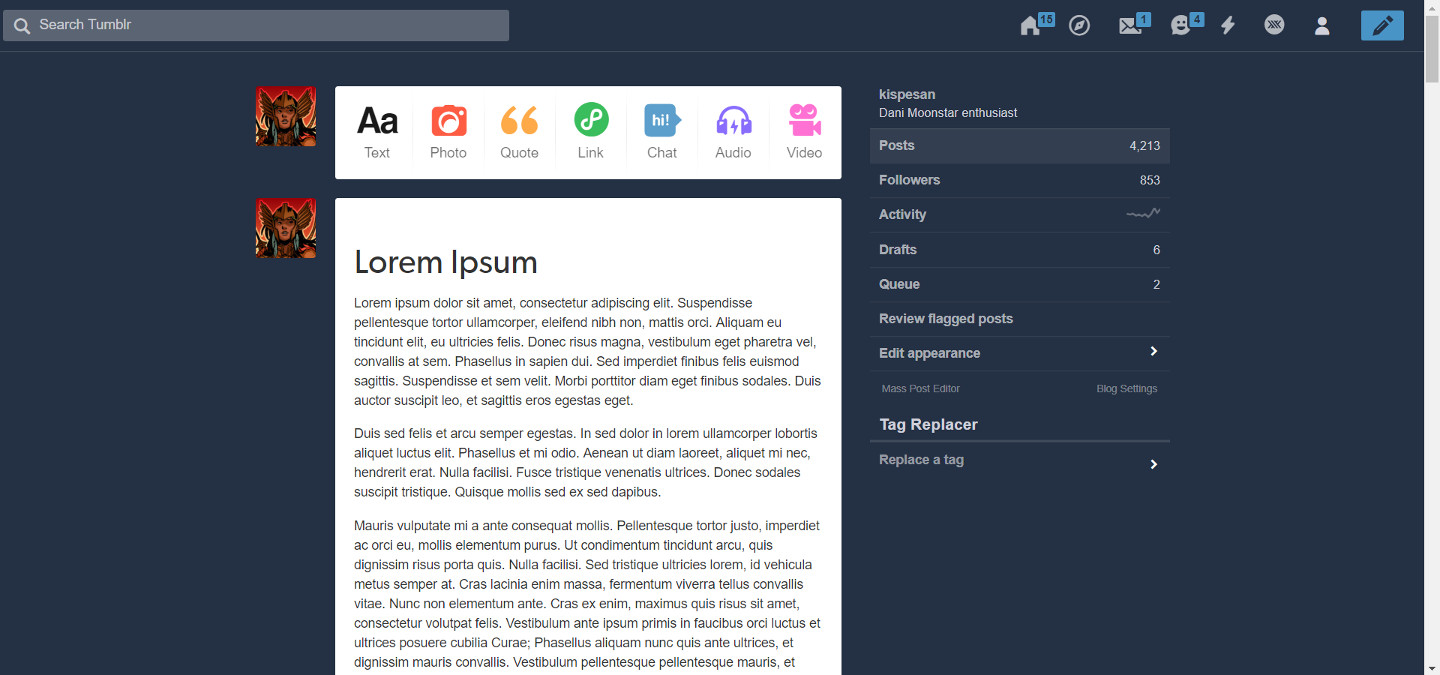 Search Tumblr
15
1
4
Aa
Text
Photo
Quote
Link
hi!
Chat
Audio
Video
kispesan
Dani Moonstar enthusiast
Posts 4,213
Followers 853
Activity
Drafts 6
Queue 2
Review flagged posts
Edit appearance
Mass Post Editor Blog Settings
Tag Replacer
Replace a tag
Lorem Ipsum
Lorem ipsum dolor sit amet, consectetur adipiscing elit. Suspendisse
pellentesque tortor ullamcorper, eleifend nibh non, mattis orci. Aliquam eu
tincidunt elit, eu ultricies felis. Donec risus magna, vestibulum eget pharetra vel,
convallis at sem. Phasellus in sapien dui. Sed imperdiet finibus felis euismod
sagittis. Suspendisse et sem velit. Morbi porttitor diam eget finibus sodales. Duis
auctor suscipit leo, et sagittis eros egestas eget.
Duis sed felis et arcu semper egestas. In sed dolor in lorem ullamcorper lobortis
aliquet luctus elit. Phasellus et mi odio. Aenean ut diam laoreet, aliquet mi nec,
hendrerit erat. Nulla facilisi. Fusce tristique venenatis ultrices. Donec sodales
suscipit tristique. Quisque mollis sed ex sed dapibus.
Mauris vulputate mi a ante consequat mollis. Pellentesque tortor justo, imperdiet
ac orci eu, mollis elementum purus. Ut condimentum tincidunt arcu, quis
dignissim risus porta quis. Nulla facilisi. Sed tristique ultricies lorem, id vehicula
metus semper at. Cras lacinia enim massa, fermentum viverra tellus convallis
vitae. Nunc non elementum ante. Cras ex enim, maximus quis risus sit amet,
consectetur volutpat felis. Vestibulum ante ipsum primis in faucibus orci luctus et
ultrices posuere cubilia Curae; Phasellus aliquam nunc quis ante ultrices, et
dignissim mauris convallis. Vestibulum pellentesque pellentesque mauris, et